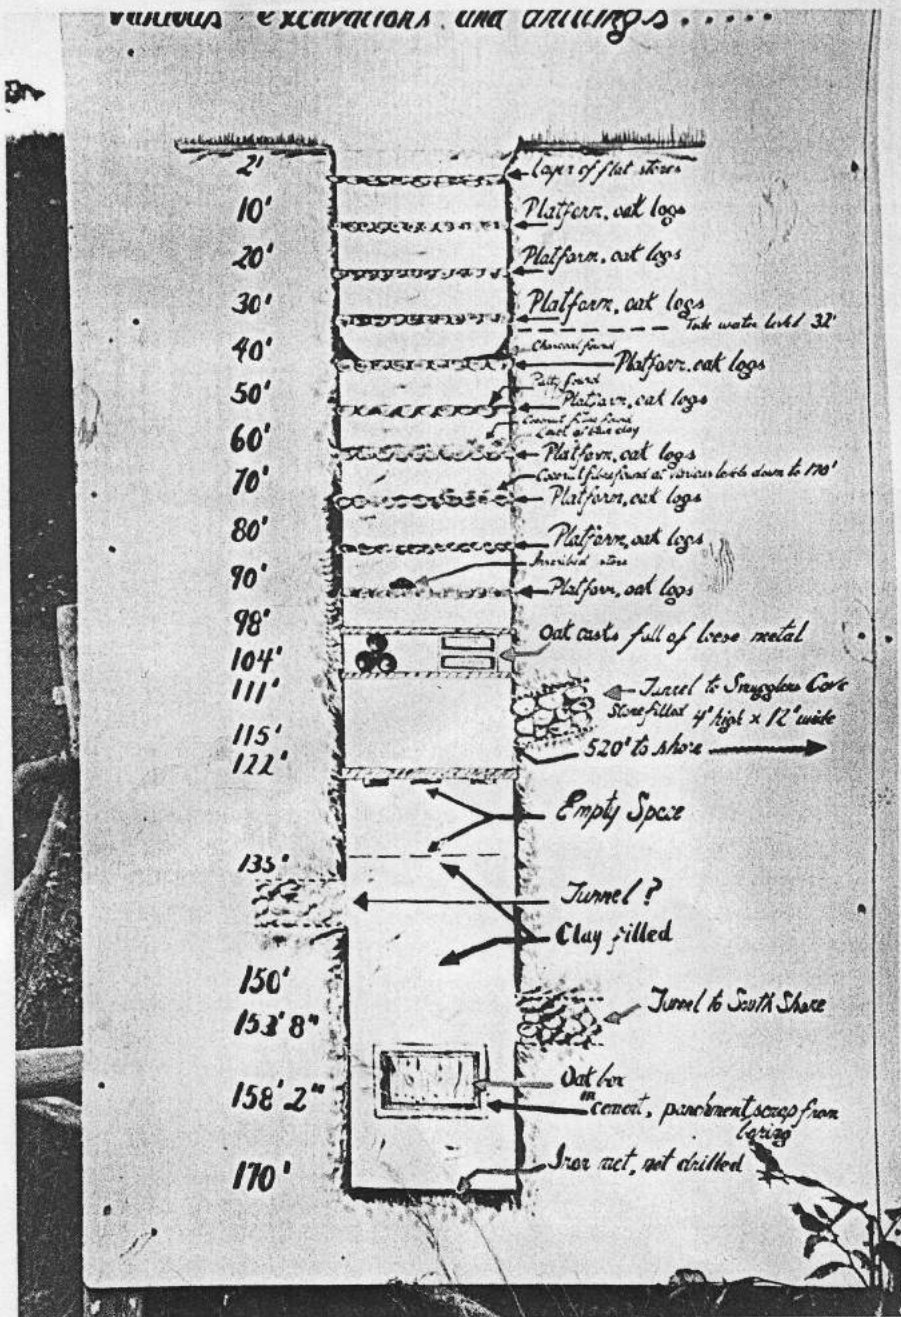 Various excavations and drillings.....
2'
Layer of flat stones
10'
Platform, oak logs
20'
Platform, oak logs
30'
Platform, oak logs
Tide water level 32'
40'
Charcoal found
Platform, oak logs
50'
Putty found
Platform, oak logs
60'
Coconut fibre found
Layer of blue clay
Platform, oak logs
70'
Coconut fibre found at various levels down to 170'
Platform, oak logs
80'
Platform, oak logs
Inscribed stone
90'
Platform, oak logs
98'
Oak casks full of loose metal
104'
111'
Tunnel to Smugglers Cove
Stone filled 4' high x 12' wide
115'
520' to shore
122'
Empty Space
135'
Tunnel?
Clay filled
150'
Tunnel to South Shore
153' 8"
Oak box
158' 2"
in cement, parchment scrap from
boring
Iron met, not drilled
170'